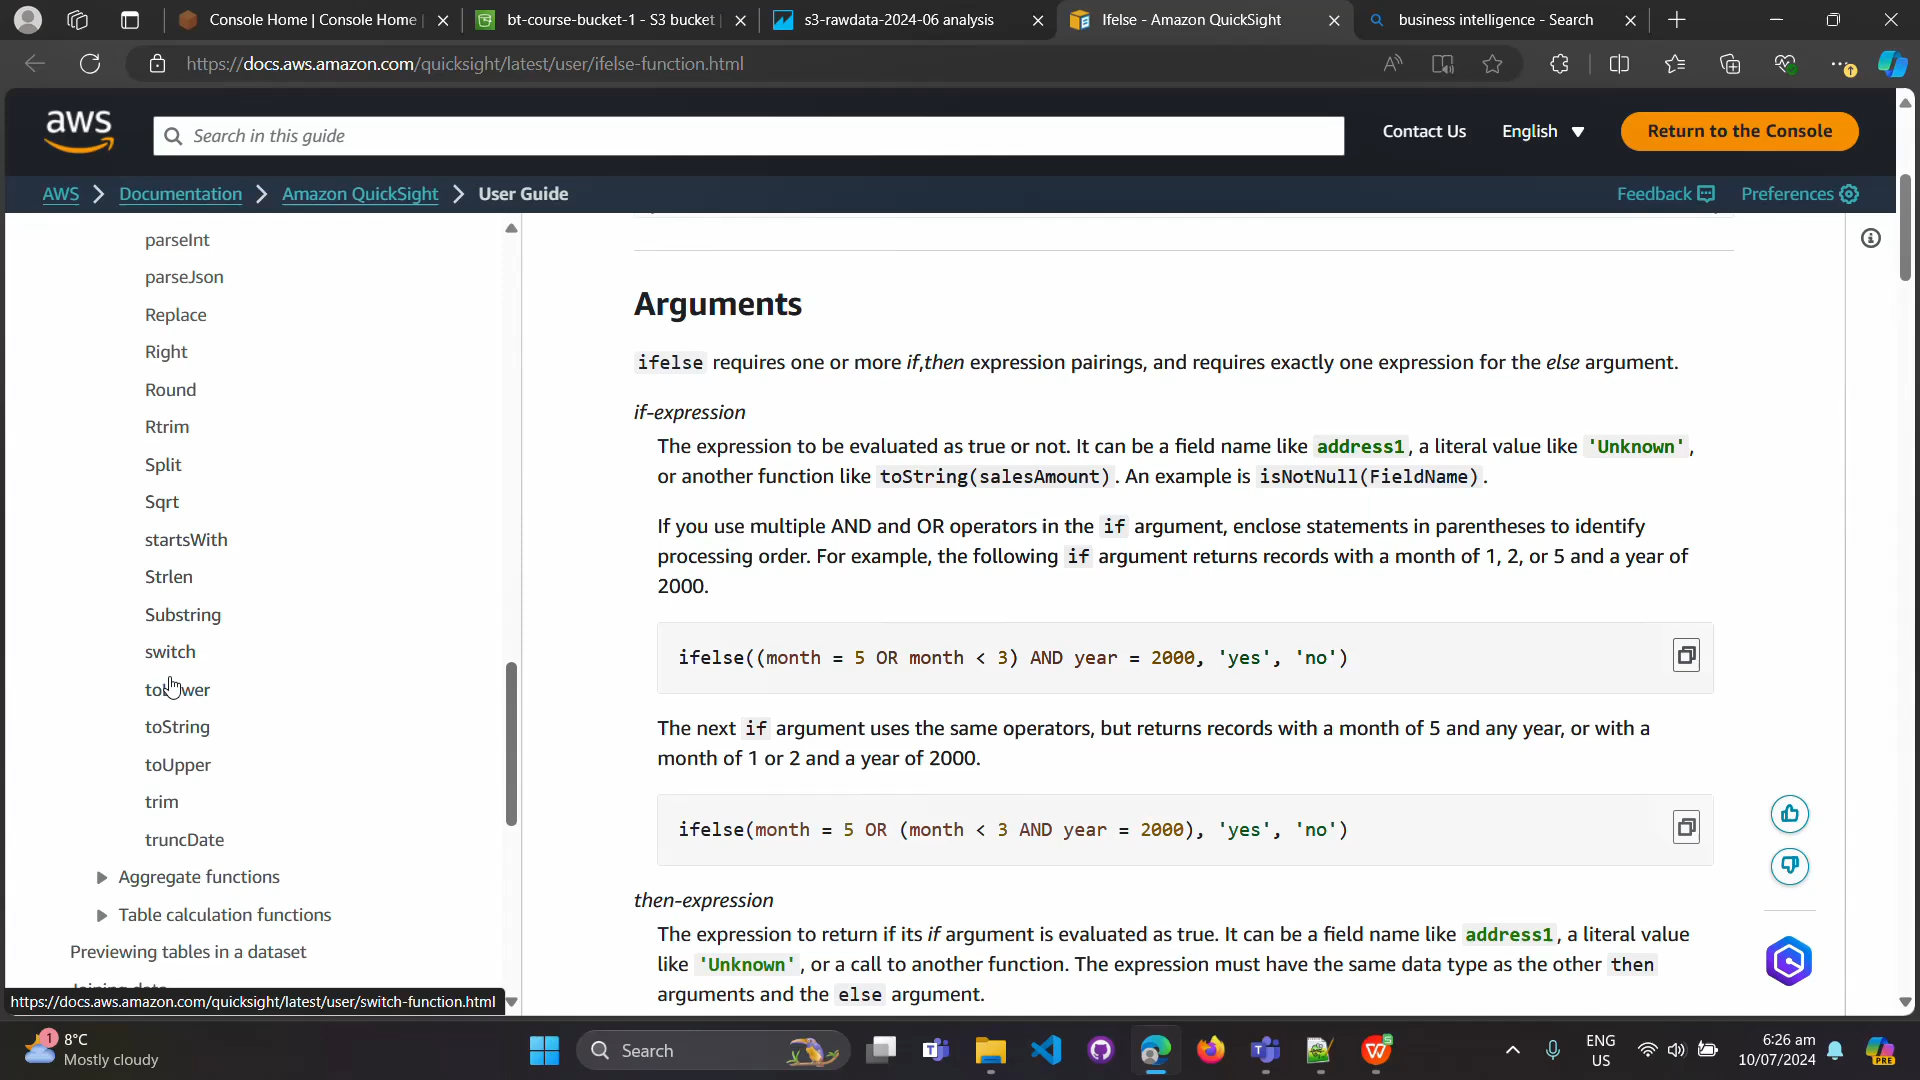 Console Home | Console Home
bt-course-bucket-1 - S3 bucket
s3-rawdata-2024-06 analysis
Ifelse - Amazon QuickSight
business intelligence - Search
https://docs.aws.amazon.com/quicksight/latest/user/ifelse-function.html
aws
Search in this guide
Contact Us
English
Return to the Console
AWS
Documentation
Amazon QuickSight
User Guide
Feedback
Preferences
parseInt
parseJson
Replace
Right
Round
Rtrim
Split
Sqrt
startsWith
Strlen
Substring
switch
toLower
toString
toUpper
trim
truncDate
Aggregate functions
Table calculation functions
Previewing tables in a dataset
Joining data
https://docs.aws.amazon.com/quicksight/latest/user/switch-function.html
Arguments
ifelse requires one or more if,then expression pairings, and requires exactly one expression for the else argument.
if-expression
The expression to be evaluated as true or not. It can be a field name like address1, a literal value like 'Unknown',
or another function like toString(salesAmount). An example is isNotNull(FieldName).
If you use multiple AND and OR operators in the if argument, enclose statements in parentheses to identify
processing order. For example, the following if argument returns records with a month of 1, 2, or 5 and a year of
2000.
ifelse((month = 5 OR month < 3) AND year = 2000, 'yes', 'no')
The next if argument uses the same operators, but returns records with a month of 5 and any year, or with a
month of 1 or 2 and a year of 2000.
ifelse(month = 5 OR (month < 3 AND year = 2000), 'yes', 'no')
then-expression
The expression to return if its if argument is evaluated as true. It can be a field name like address1, a literal value
like 'Unknown', or a call to another function. The expression must have the same data type as the other then
arguments and the else argument.
1
8°C
Mostly cloudy
Search
ENG
US
6:26 am
10/07/2024
PRE